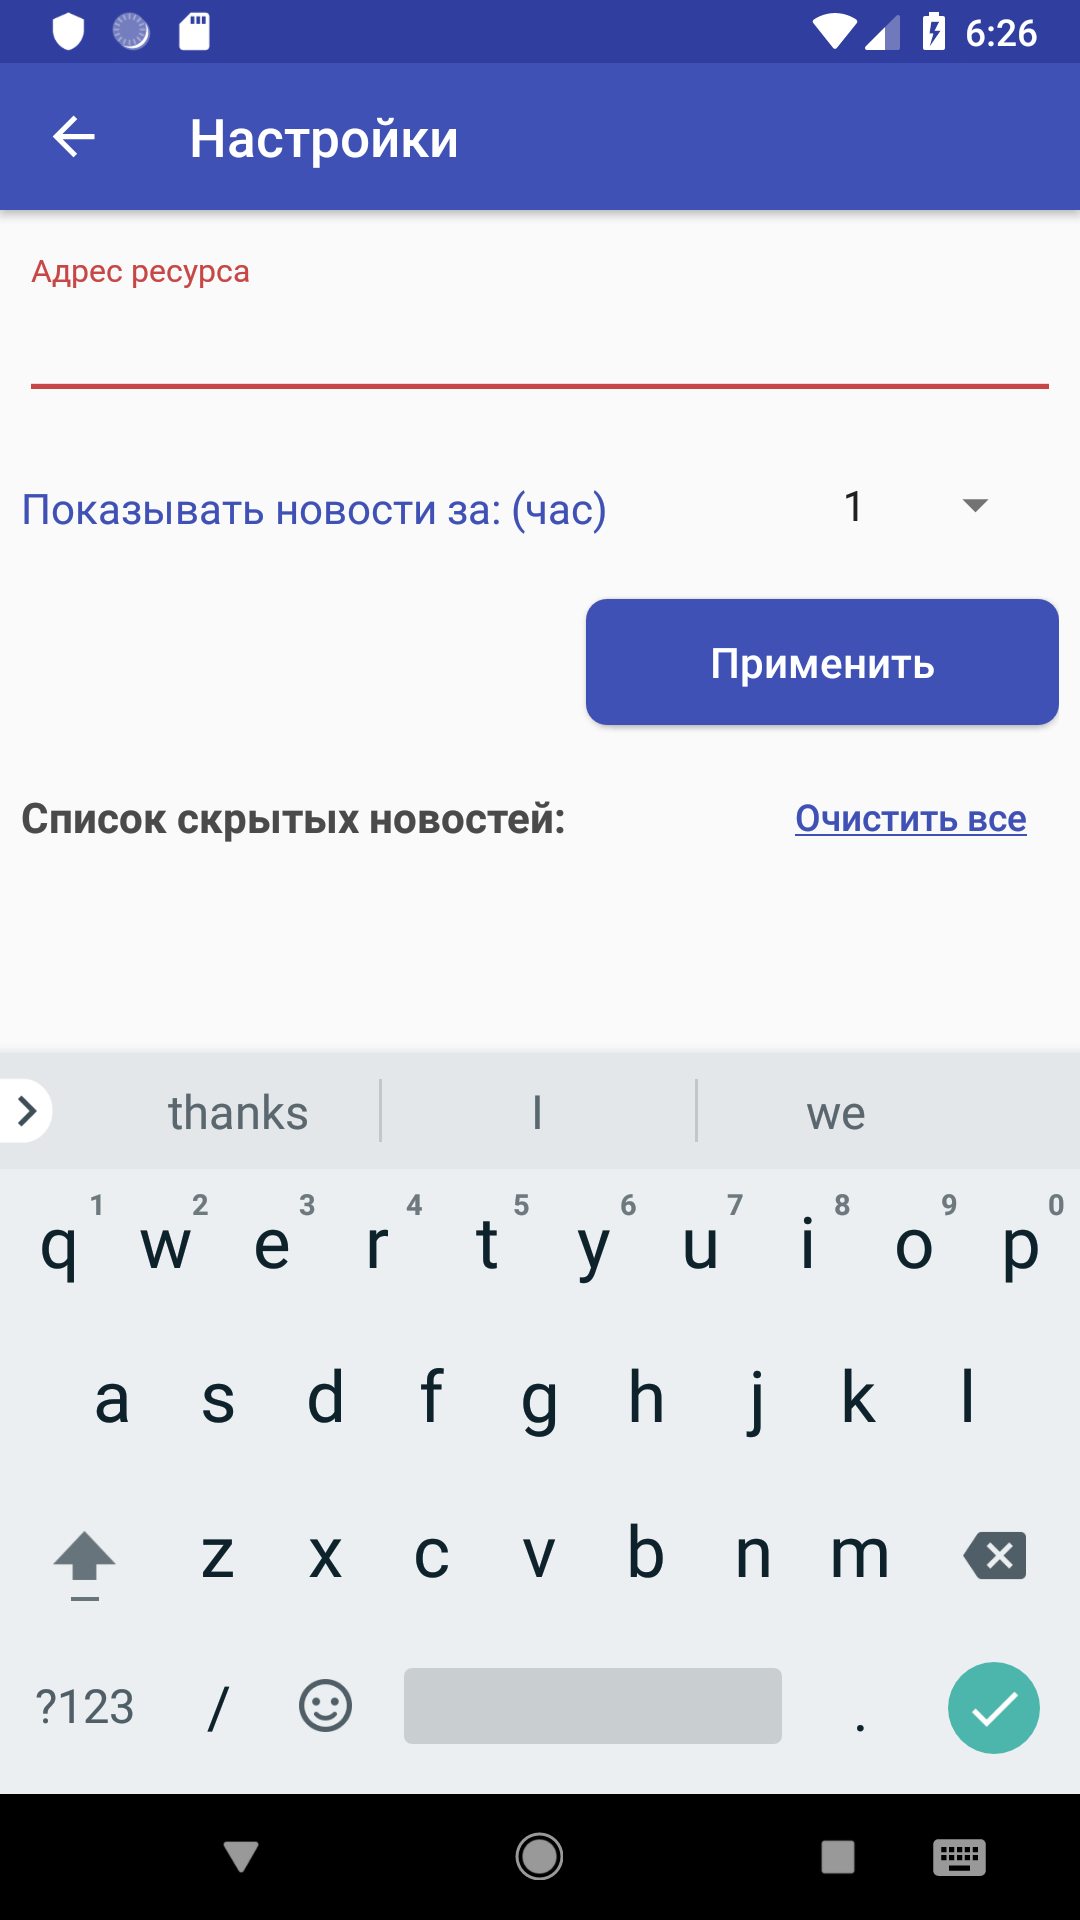 6:26
Настройки
Адрес ресурса
Показывать новости за: (час) 1
Применить
Список скрытых новостей: Очистить все
thanks I we
1 2 3 4 5 6 7 8 9 0
q w e r t y u i o p
a s d f g h j k l
z x c v b n m
?123 / .